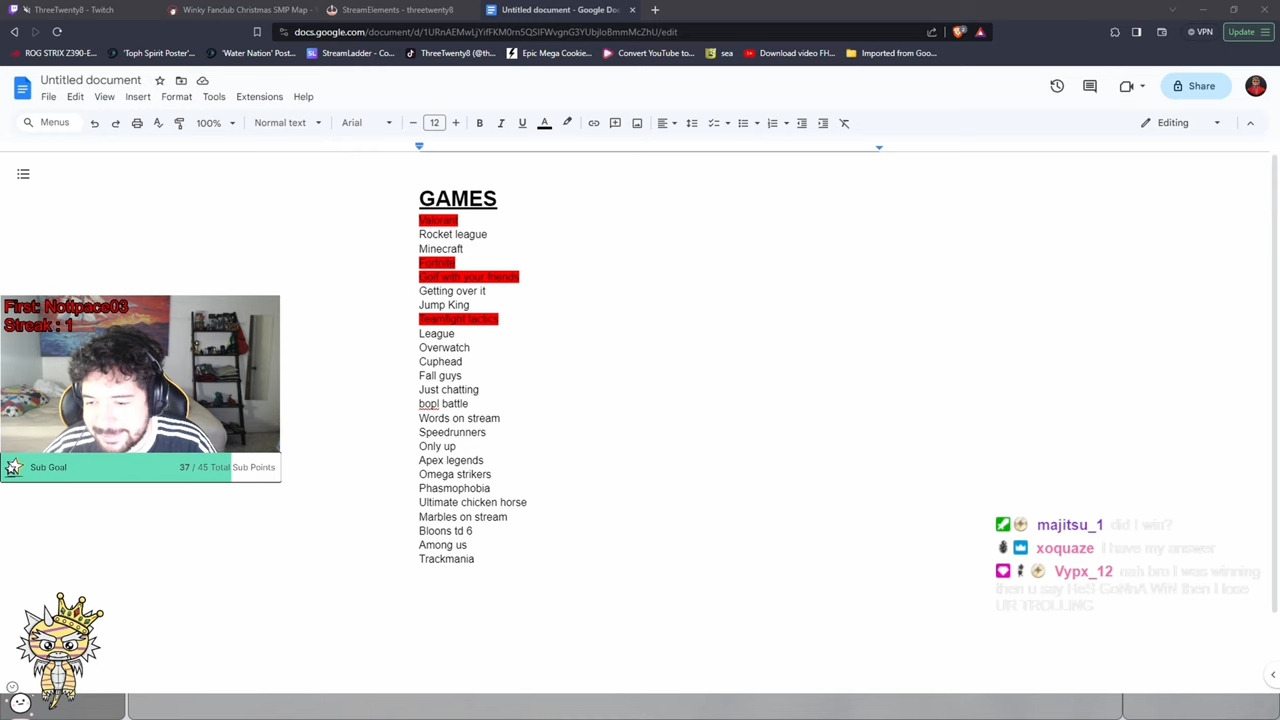 ThreeTwenty8 - Twitch
Winky Fanclub Christmas SMP Map -
StreamElements - threetwenty8
Untitled document - Google Do
docs.google.com/document/d/1URnAEMwLjYifFKM0rn5QSIFWvgnG3YUbjloBmmMcZhU/edit
VPN
Update
ROG STRIX Z390-E...
'Toph Spirit Poster'...
'Water Nation' Post...
StreamLadder - Co...
ThreeTwenty8 (@th...
Epic Mega Cookie...
Convert YouTube to...
sea
Download video FH...
Imported from Goo...
Untitled document
File Edit View Insert Format Tools Extensions Help
Share
Menus
100%
Normal text
Arial
12
Editing
GAMES
Valorant
Rocket league
Minecraft
Fortnite
Golf with your friends
Getting over it
Jump King
Teamfight tactics
League
Overwatch
Cuphead
Fall guys
Just chatting
bopl battle
Words on stream
Speedrunners
Only up
Apex legends
Omega strikers
Phasmophobia
Ultimate chicken horse
Marbles on stream
Bloons td 6
Among us
Trackmania
First: Nottpace03
Streak : 1
Sub Goal
37 / 45 Total Sub Points
majitsu_1 did I win?
xoquaze I have my answer
Vypx_12 nah bro I was winning
then u say HeS GoNnA WiN then I lose
UR TROLLING